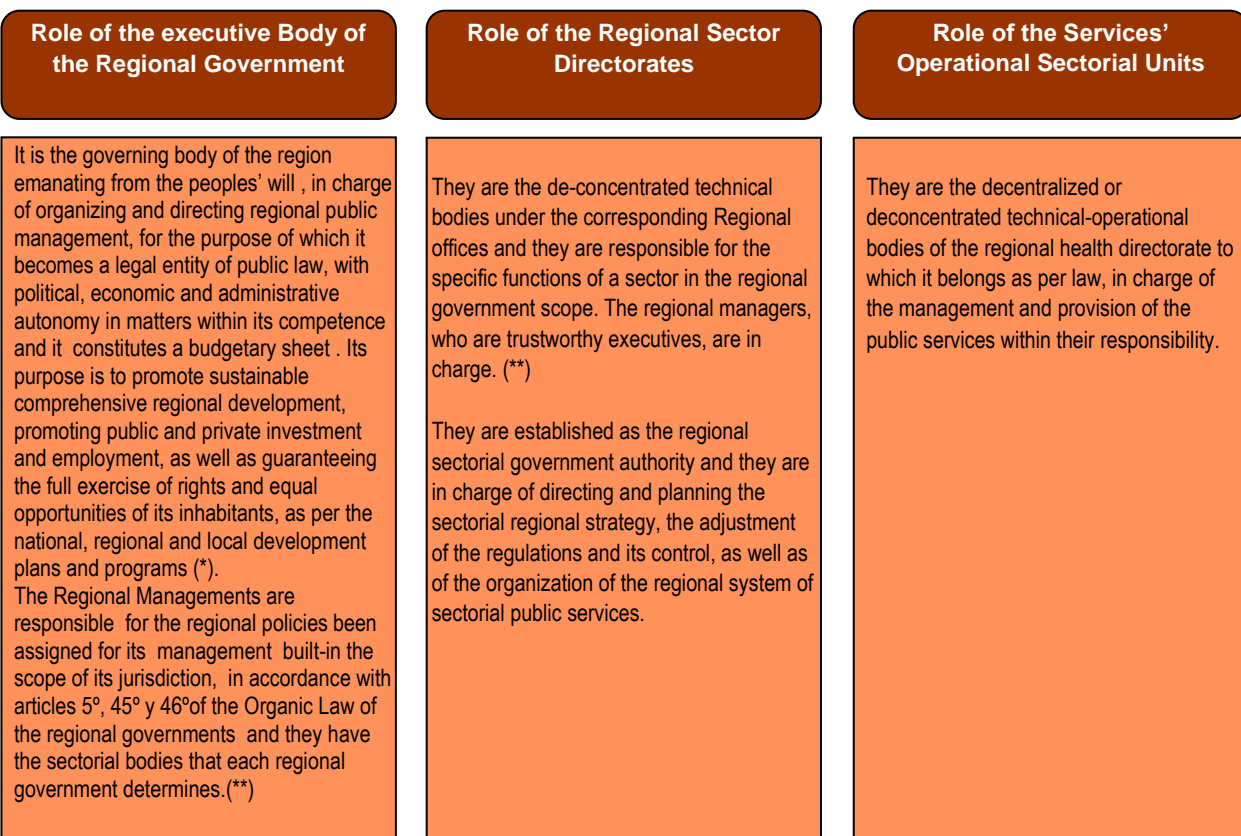 Role of the executive Body of
the Regional Government
It is the governing body of the region
emanating from the peoples' will , in charge
of organizing and directing regional public
management, for the purpose of which it
becomes a legal entity of public law, with
political, economic and administrative
autonomy in matters within its competence
and it constitutes a budgetary sheet . Its
purpose is to promote sustainable
comprehensive regional development,
promoting public and private investment
and employment, as well as guaranteeing
the full exercise of rights and equal
opportunities of its inhabitants, as per the
national, regional and local development
plans and programs (*).
The Regional Managements are
responsible for the regional policies been
assigned for its management built-in the
scope of its jurisdiction, in accordance with
articles 5º, 45º y 46ºof the Organic Law of
the regional governments and they have
the sectorial bodies that each regional
government determines.(**)
Role of the Regional Sector
Directorates
They are the de-concentrated technical
bodies under the corresponding Regional
offices and they are responsible for the
specific functions of a sector in the regional
government scope. The regional managers,
who are trustworthy executives, are in
charge. (**)
They are established as the regional
sectorial government authority and they are
in charge of directing and planning the
sectorial regional strategy, the adjustment
of the regulations and its control, as well as
of the organization of the regional system of
sectorial public services.
Role of the Services'
Operational Sectorial Units
They are the decentralized or
deconcentrated technical-operational
bodies of the regional health directorate to
which it belongs as per law, in charge of
the management and provision of the
public services within their responsibility.